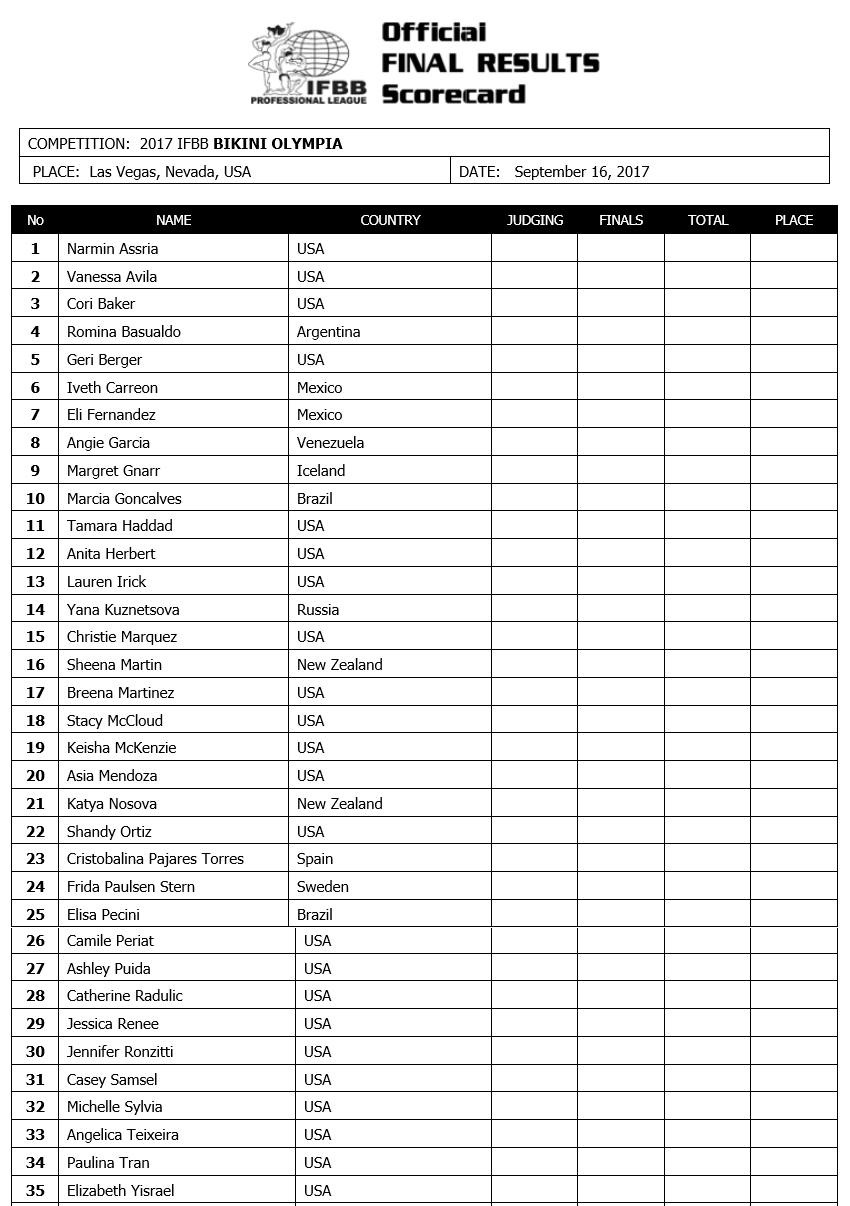 Official
FINAL RESULTS
Scorecard
IFBB
PROFESSIONAL LEAGUE
COMPETITION: 2017 IFBB BIKINI OLYMPIA
PLACE: Las Vegas, Nevada, USA DATE: September 16, 2017
No NAME COUNTRY JUDGING FINALS TOTAL PLACE
1 Narmin Assria USA
2 Vanessa Avila USA
3 Cori Baker USA
4 Romina Basualdo Argentina
5 Geri Berger USA
6 Iveth Carreon Mexico
7 Eli Fernandez Mexico
8 Angie Garcia Venezuela
9 Margret Gnarr Iceland
10 Marcia Goncalves Brazil
11 Tamara Haddad USA
12 Anita Herbert USA
13 Lauren Irick USA
14 Yana Kuznetsova Russia
15 Christie Marquez USA
16 Sheena Martin New Zealand
17 Breena Martinez USA
18 Stacy McCloud USA
19 Keisha McKenzie USA
20 Asia Mendoza USA
21 Katya Nosova New Zealand
22 Shandy Ortiz USA
23 Cristobalina Pajares Torres Spain
24 Frida Paulsen Stern Sweden
25 Elisa Pecini Brazil
26 Camile Periat USA
27 Ashley Puida USA
28 Catherine Radulic USA
29 Jessica Renee USA
30 Jennifer Ronzitti USA
31 Casey Samsel USA
32 Michelle Sylvia USA
33 Angelica Teixeira USA
34 Paulina Tran USA
35 Elizabeth Yisrael USA